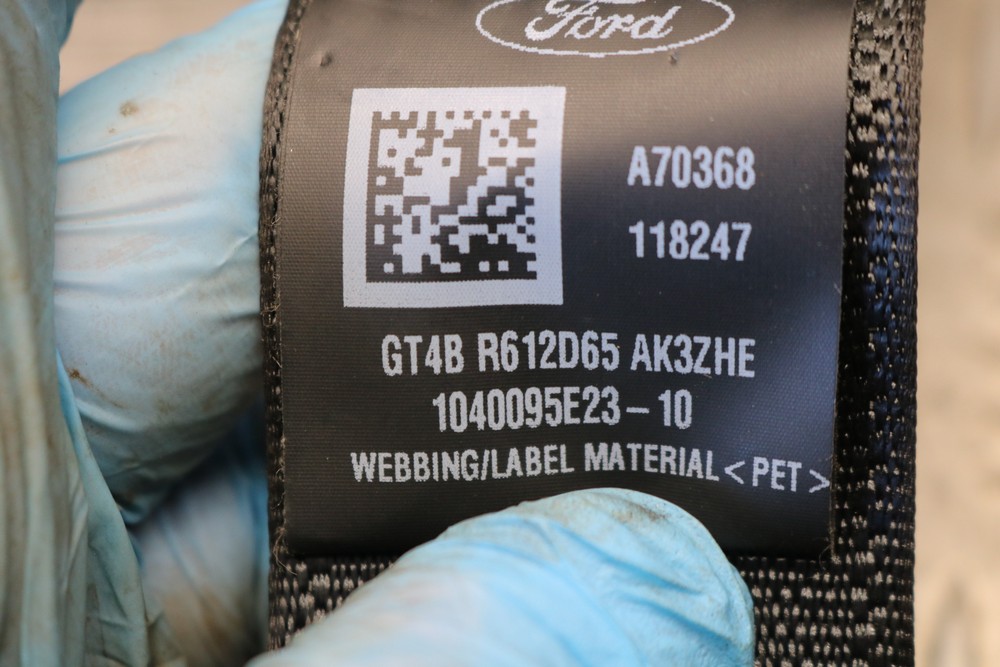 Ford
A70368
118247
GT4B R612D65 AK3ZHE
1040095E23 – 10
WEBBING/LABEL MATERIAL < PET >